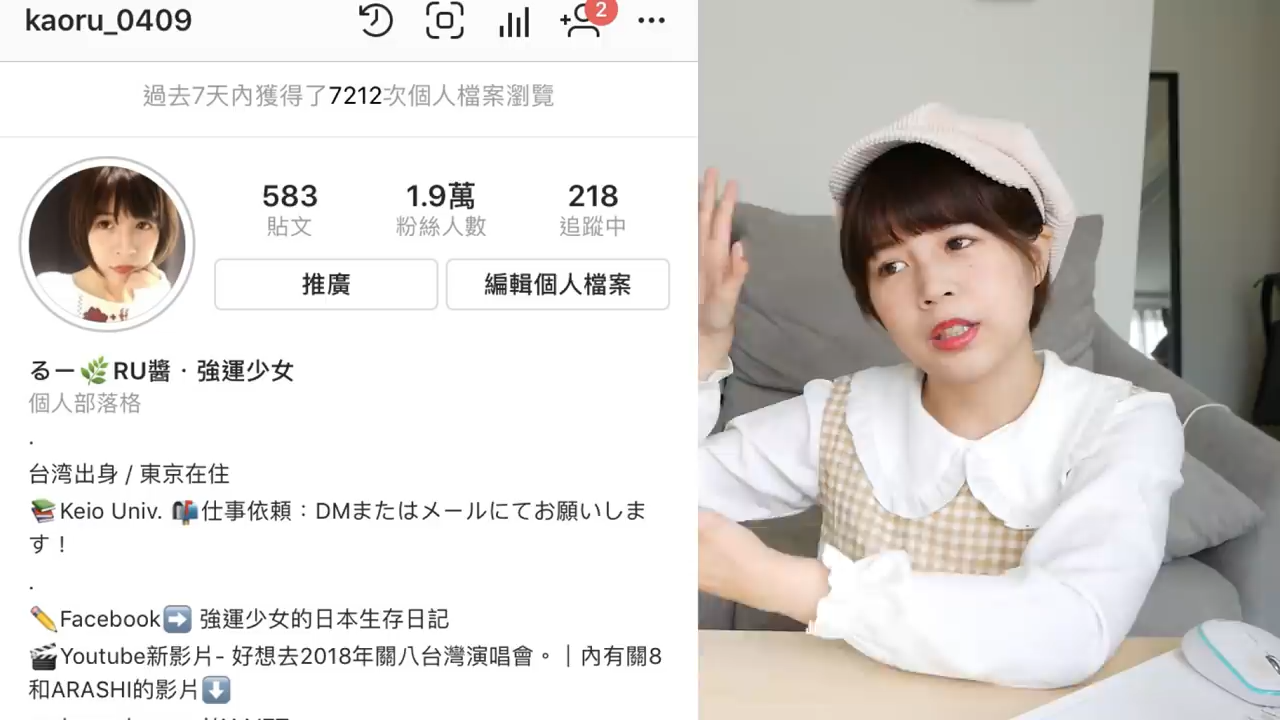 kaoru_0409
2
過去7天內獲得了7212次個人檔案瀏覽
583 1.9萬 218
貼文 粉絲人數 追蹤中
推廣 編輯個人檔案
るー🌿RU醬・強運少女
個人部落格
.
台湾出身 / 東京在住
📚Keio Univ. 📬仕事依頼：DMまたはメールにてお願いしま
す！
.
✏️Facebook➡️ 強運少女的日本生存日記
🎬Youtube新影片- 好想去2018年關八台灣演唱會。｜內有關8
和ARASHI的影片⬇️